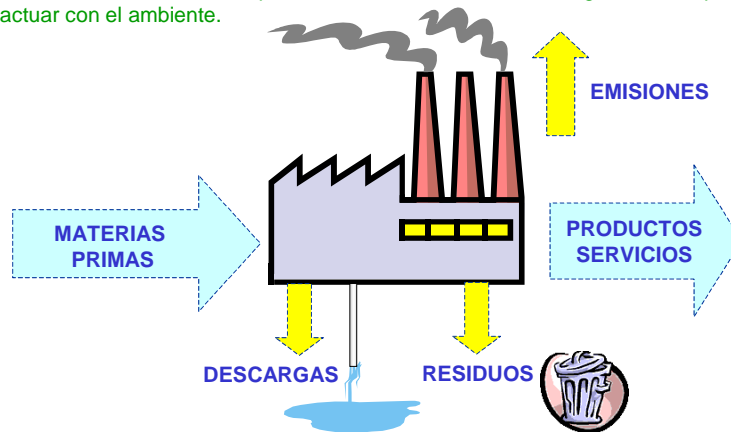 actuar con el ambiente.
EMISIONES
MATERIAS
PRIMAS
PRODUCTOS
SERVICIOS
DESCARGAS
RESIDUOS